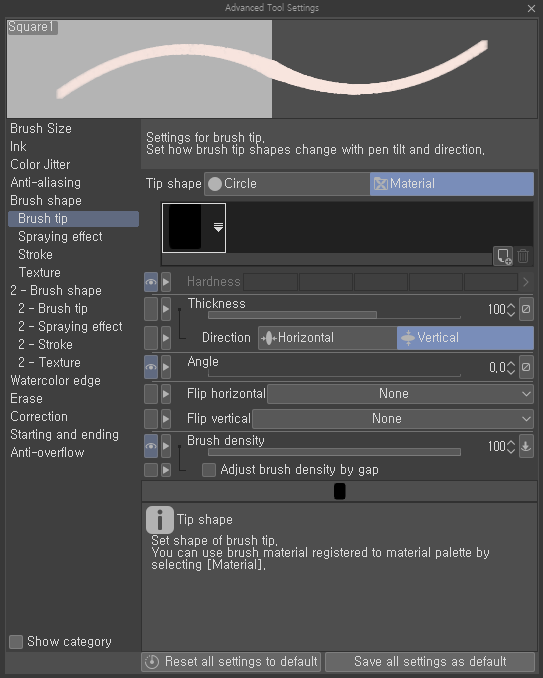 Advanced Tool Settings
Square1
Brush Size
Ink
Color Jitter
Anti-aliasing
Brush shape
Brush tip
Spraying effect
Stroke
Texture
2 - Brush shape
2 - Brush tip
2 - Spraying effect
2 - Stroke
2 - Texture
Watercolor edge
Erase
Correction
Starting and ending
Anti-overflow
Show category
Settings for brush tip.
Set how brush tip shapes change with pen tilt and direction.
Tip shape Circle Material
Hardness
Thickness 100
Direction Horizontal Vertical
Angle 0.0
Flip horizontal None
Flip vertical None
Brush density 100
Adjust brush density by gap
Tip shape
Set shape of brush tip.
You can use brush material registered to material palette by
selecting [Material].
Reset all settings to default Save all settings as default